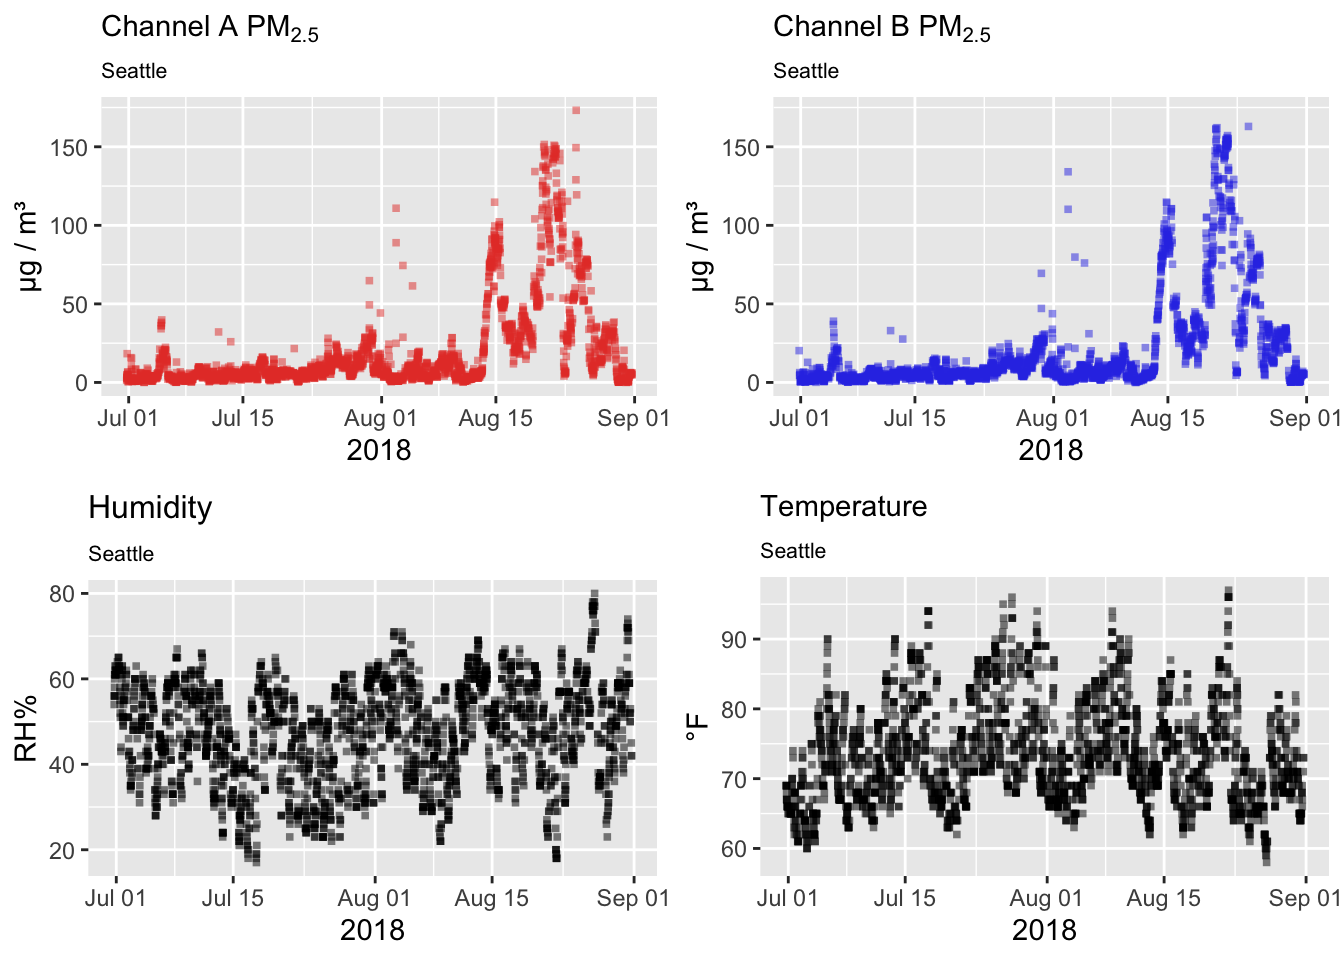 Channel A PM2.5
Seattle
µg / m³
150
100
50
0
Jul 01 Jul 15 Aug 01 Aug 15 Sep 01
2018
Channel B PM2.5
Seattle
µg / m³
150
100
50
0
Jul 01 Jul 15 Aug 01 Aug 15 Sep 01
2018
Humidity
Seattle
RH%
80
60
40
20
Jul 01 Jul 15 Aug 01 Aug 15 Sep 01
2018
Temperature
Seattle
°F
90
80
70
60
Jul 01 Jul 15 Aug 01 Aug 15 Sep 01
2018